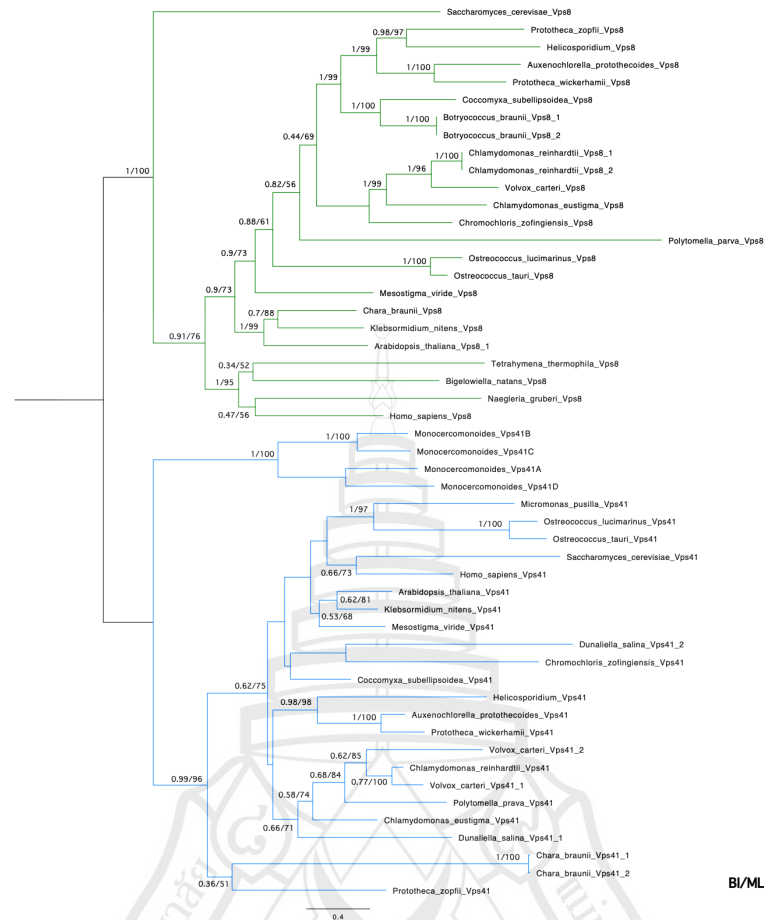 Saccharomyces_cerevisae_Vps8
0.98/97
Prototheca_zopfii_Vps8
1/99
Helicosporidium_Vps8
1/99
Auxenochlorella_protothecoides_Vps8
1/100
Prototheca_wickerhamii_Vps8
Coccomyxa_subellipsoidea_Vps8
1/100
1/100
Botryococcus_braunii_Vps8_1
Botryococcus_braunii_Vps8_2
0.44/69
1/100
Chlamydomonas_reinhardtii_Vps8_1
1/96
Chlamydomonas_reinhardtii_Vps8_2
1/100
0.82/56
1/99
Volvox_carteri_Vps8
Chlamydomonas_eustigma_Vps8
0.88/61
Chromochloris_zofingiensis_Vps8
Polytomella_parva_Vps8
0.9/73
1/100
Ostreococcus_lucimarinus_Vps8
Ostreococcus_tauri_Vps8
0.9/73
Mesostigma_viride_Vps8
0.7/88
Chara_braunii_Vps8
1/99
Klebsormidium_nitens_Vps8
0.91/76
Arabidopsis_thaliana_Vps8_1
0.34/52
Tetrahymena_thermophila_Vps8
1/95
Bigelowiella_natans_Vps8
Naegleria_gruberi_Vps8
0.47/56
Homo_sapiens_Vps8
1/100
Monocercomonoides_Vps41B
1/100
Monocercomonoides_Vps41C
Monocercomonoides_Vps41A
Monocercomonoides_Vps41D
1/97
Micromonas_pusilla_Vps41
1/100
Ostreococcus_lucimarinus_Vps41
Ostreococcus_tauri_Vps41
Saccharomyces_cerevisiae_Vps41
0.66/73
Homo_sapiens_Vps41
Arabidopsis_thaliana_Vps41
0.62/81
Klebsormidium_nitens_Vps41
0.53/68
Mesostigma_viride_Vps41
Dunaliella_salina_Vps41_2
Chromochloris_zofingiensis_Vps41
Coccomyxa_subellipsoidea_Vps41
0.62/75
0.98/98
Helicosporidium_Vps41
1/100
Auxenochlorella_protothecoides_Vps41
Prototheca_wickerhamii_Vps41
0.62/85
Volvox_carteri_Vps41_2
0.68/84
Chlamydomonas_reinhardtii_Vps41
0.99/96
0.77/100
Volvox_carteri_Vps41_1
0.58/74
Polytomella_prava_Vps41
Chlamydomonas_eustigma_Vps41
0.66/71
Dunaliella_salina_Vps41_1
1/100
Chara_braunii_Vps41_1
Chara_braunii_Vps41_2
0.36/51
Prototheca_zopfii_Vps41
BI/ML
0.4